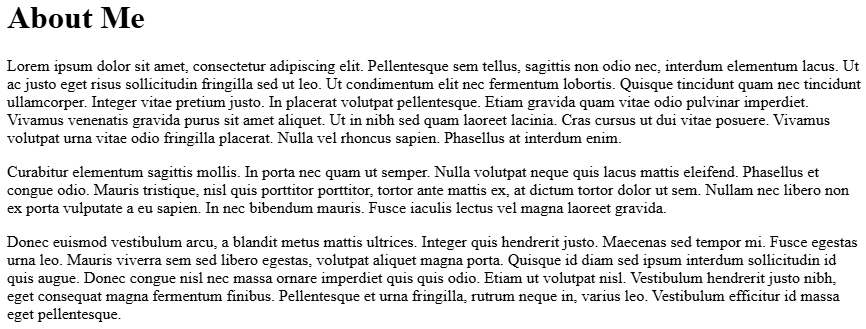 About Me
Lorem ipsum dolor sit amet, consectetur adipiscing elit. Pellentesque sem tellus, sagittis non odio nec, interdum elementum lacus. Ut
ac justo eget risus sollicitudin fringilla sed ut leo. Ut condimentum elit nec fermentum lobortis. Quisque tincidunt quam nec tincidunt
ullamcorper. Integer vitae pretium justo. In placerat volutpat pellentesque. Etiam gravida quam vitae odio pulvinar imperdiet.
Vivamus venenatis gravida purus sit amet aliquet. Ut in nibh sed quam laoreet lacinia. Cras cursus ut dui vitae posuere. Vivamus
volutpat urna vitae odio fringilla placerat. Nulla vel rhoncus sapien. Phasellus at interdum enim.
Curabitur elementum sagittis mollis. In porta nec quam ut semper. Nulla volutpat neque quis lacus mattis eleifend. Phasellus et
congue odio. Mauris tristique, nisl quis porttitor porttitor, tortor ante mattis ex, at dictum tortor dolor ut sem. Nullam nec libero non
ex porta vulputate a eu sapien. In nec bibendum mauris. Fusce iaculis lectus vel magna laoreet gravida.
Donec euismod vestibulum arcu, a blandit metus mattis ultrices. Integer quis hendrerit justo. Maecenas sed tempor mi. Fusce egestas
urna leo. Mauris viverra sem sed libero egestas, volutpat aliquet magna porta. Quisque id diam sed ipsum interdum sollicitudin id
quis augue. Donec congue nisl nec massa ornare imperdiet quis quis odio. Etiam ut volutpat nisl. Vestibulum hendrerit justo nibh,
eget consequat magna fermentum finibus. Pellentesque et urna fringilla, rutrum neque in, varius leo. Vestibulum efficitur id massa
eget pellentesque.